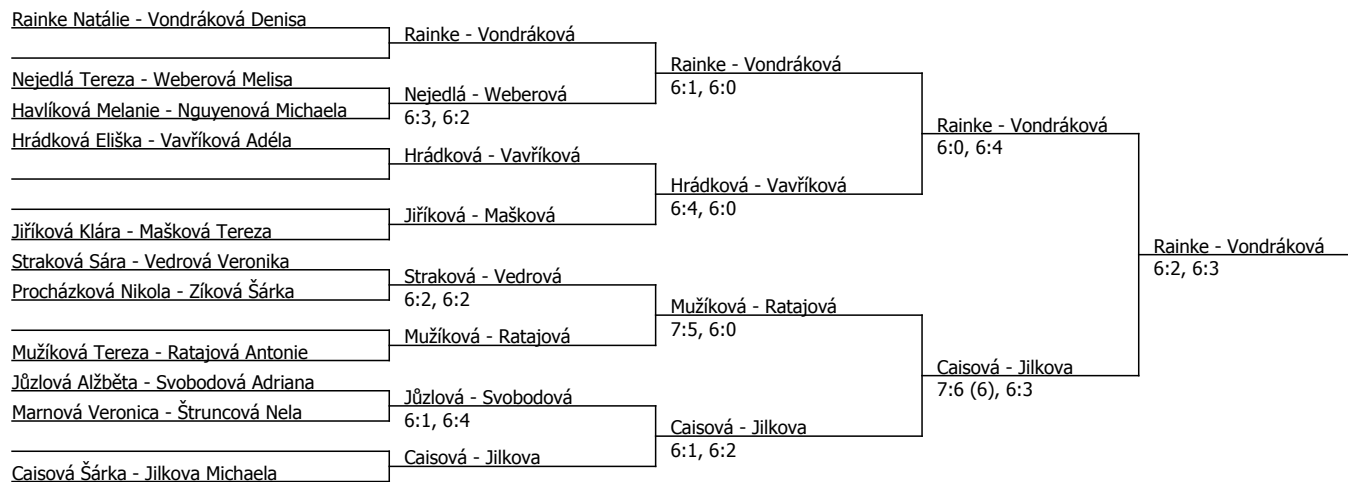 Rainke Natálie - Vondráková Denisa
Nejedlá Tereza - Weberová Melisa
Havlíková Melanie - Nguyenová Michaela
Hrádková Eliška - Vavříková Adéla
Jiříková Klára - Mašková Tereza
Straková Sára - Vedrová Veronika
Procházková Nikola - Zíková Šárka
Mužíková Tereza - Ratajová Antonie
Jůzlová Alžběta - Svobodová Adriana
Marnová Veronica - Štruncová Nela
Caisová Šárka - Jilkova Michaela
Rainke - Vondráková
Nejedlá - Weberová
6:3, 6:2
Hrádková - Vavříková
Jiříková - Mašková
Straková - Vedrová
6:2, 6:2
Mužíková - Ratajová
Jůzlová - Svobodová
6:1, 6:4
Caisová - Jilkova
Rainke - Vondráková
6:1, 6:0
Hrádková - Vavříková
6:4, 6:0
Mužíková - Ratajová
7:5, 6:0
Caisová - Jilkova
6:1, 6:2
Rainke - Vondráková
6:0, 6:4
Caisová - Jilkova
7:6 (6), 6:3
Rainke - Vondráková
6:2, 6:3